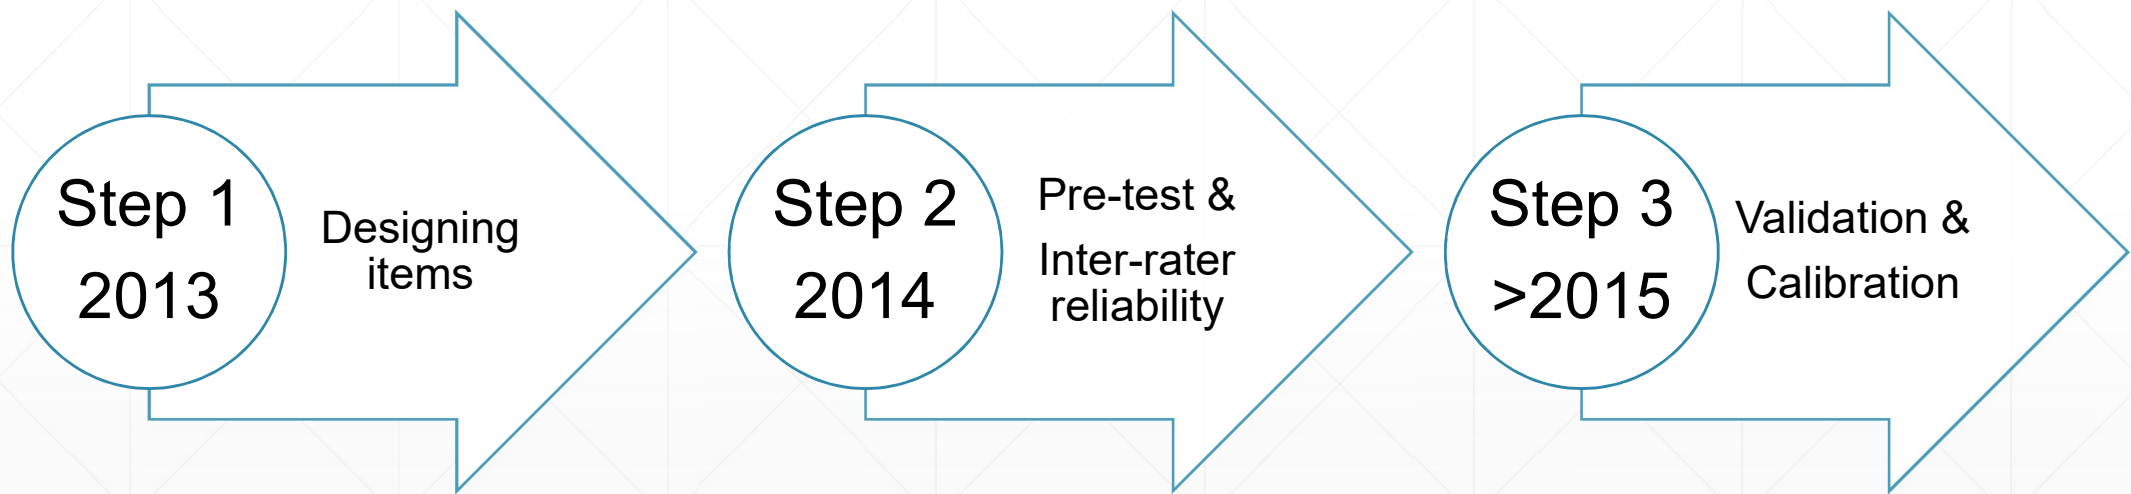 Step 1
2013
Designing
items
Step 2
2014
Pre-test &
Inter-rater
reliability
Step 3
>2015
Validation &
Calibration